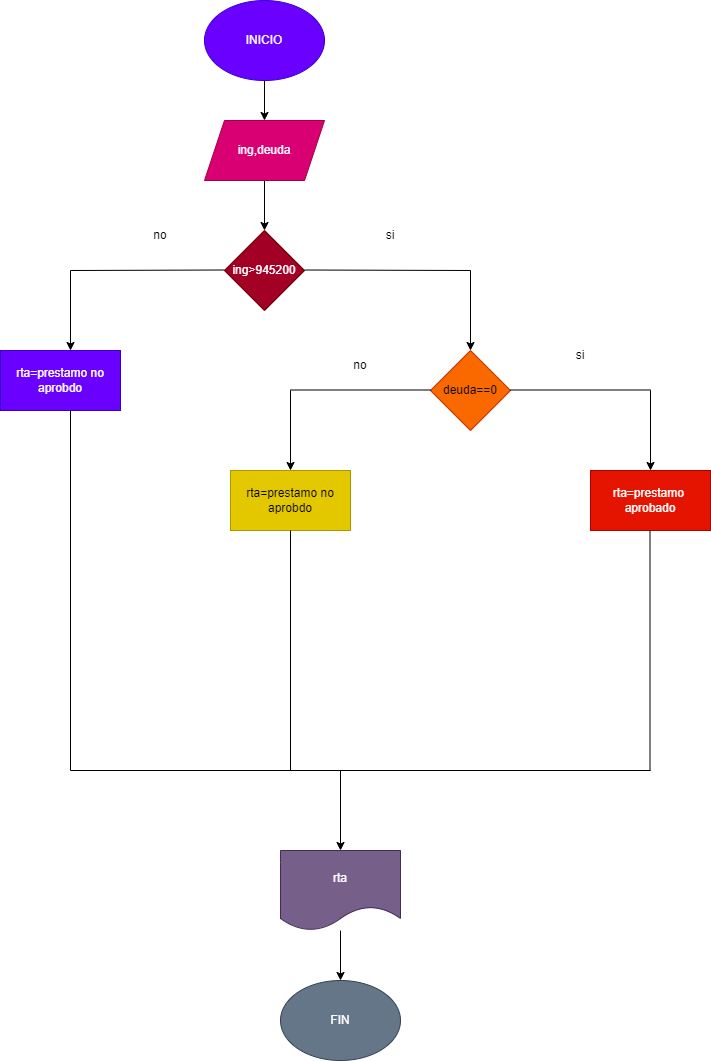 INICIO
ing,deuda
no
si
ing>945200
rta=prestamo no
aprobdo
no
si
deuda==0
rta=prestamo no
aprobdo
rta=prestamo
aprobado
rta
FIN